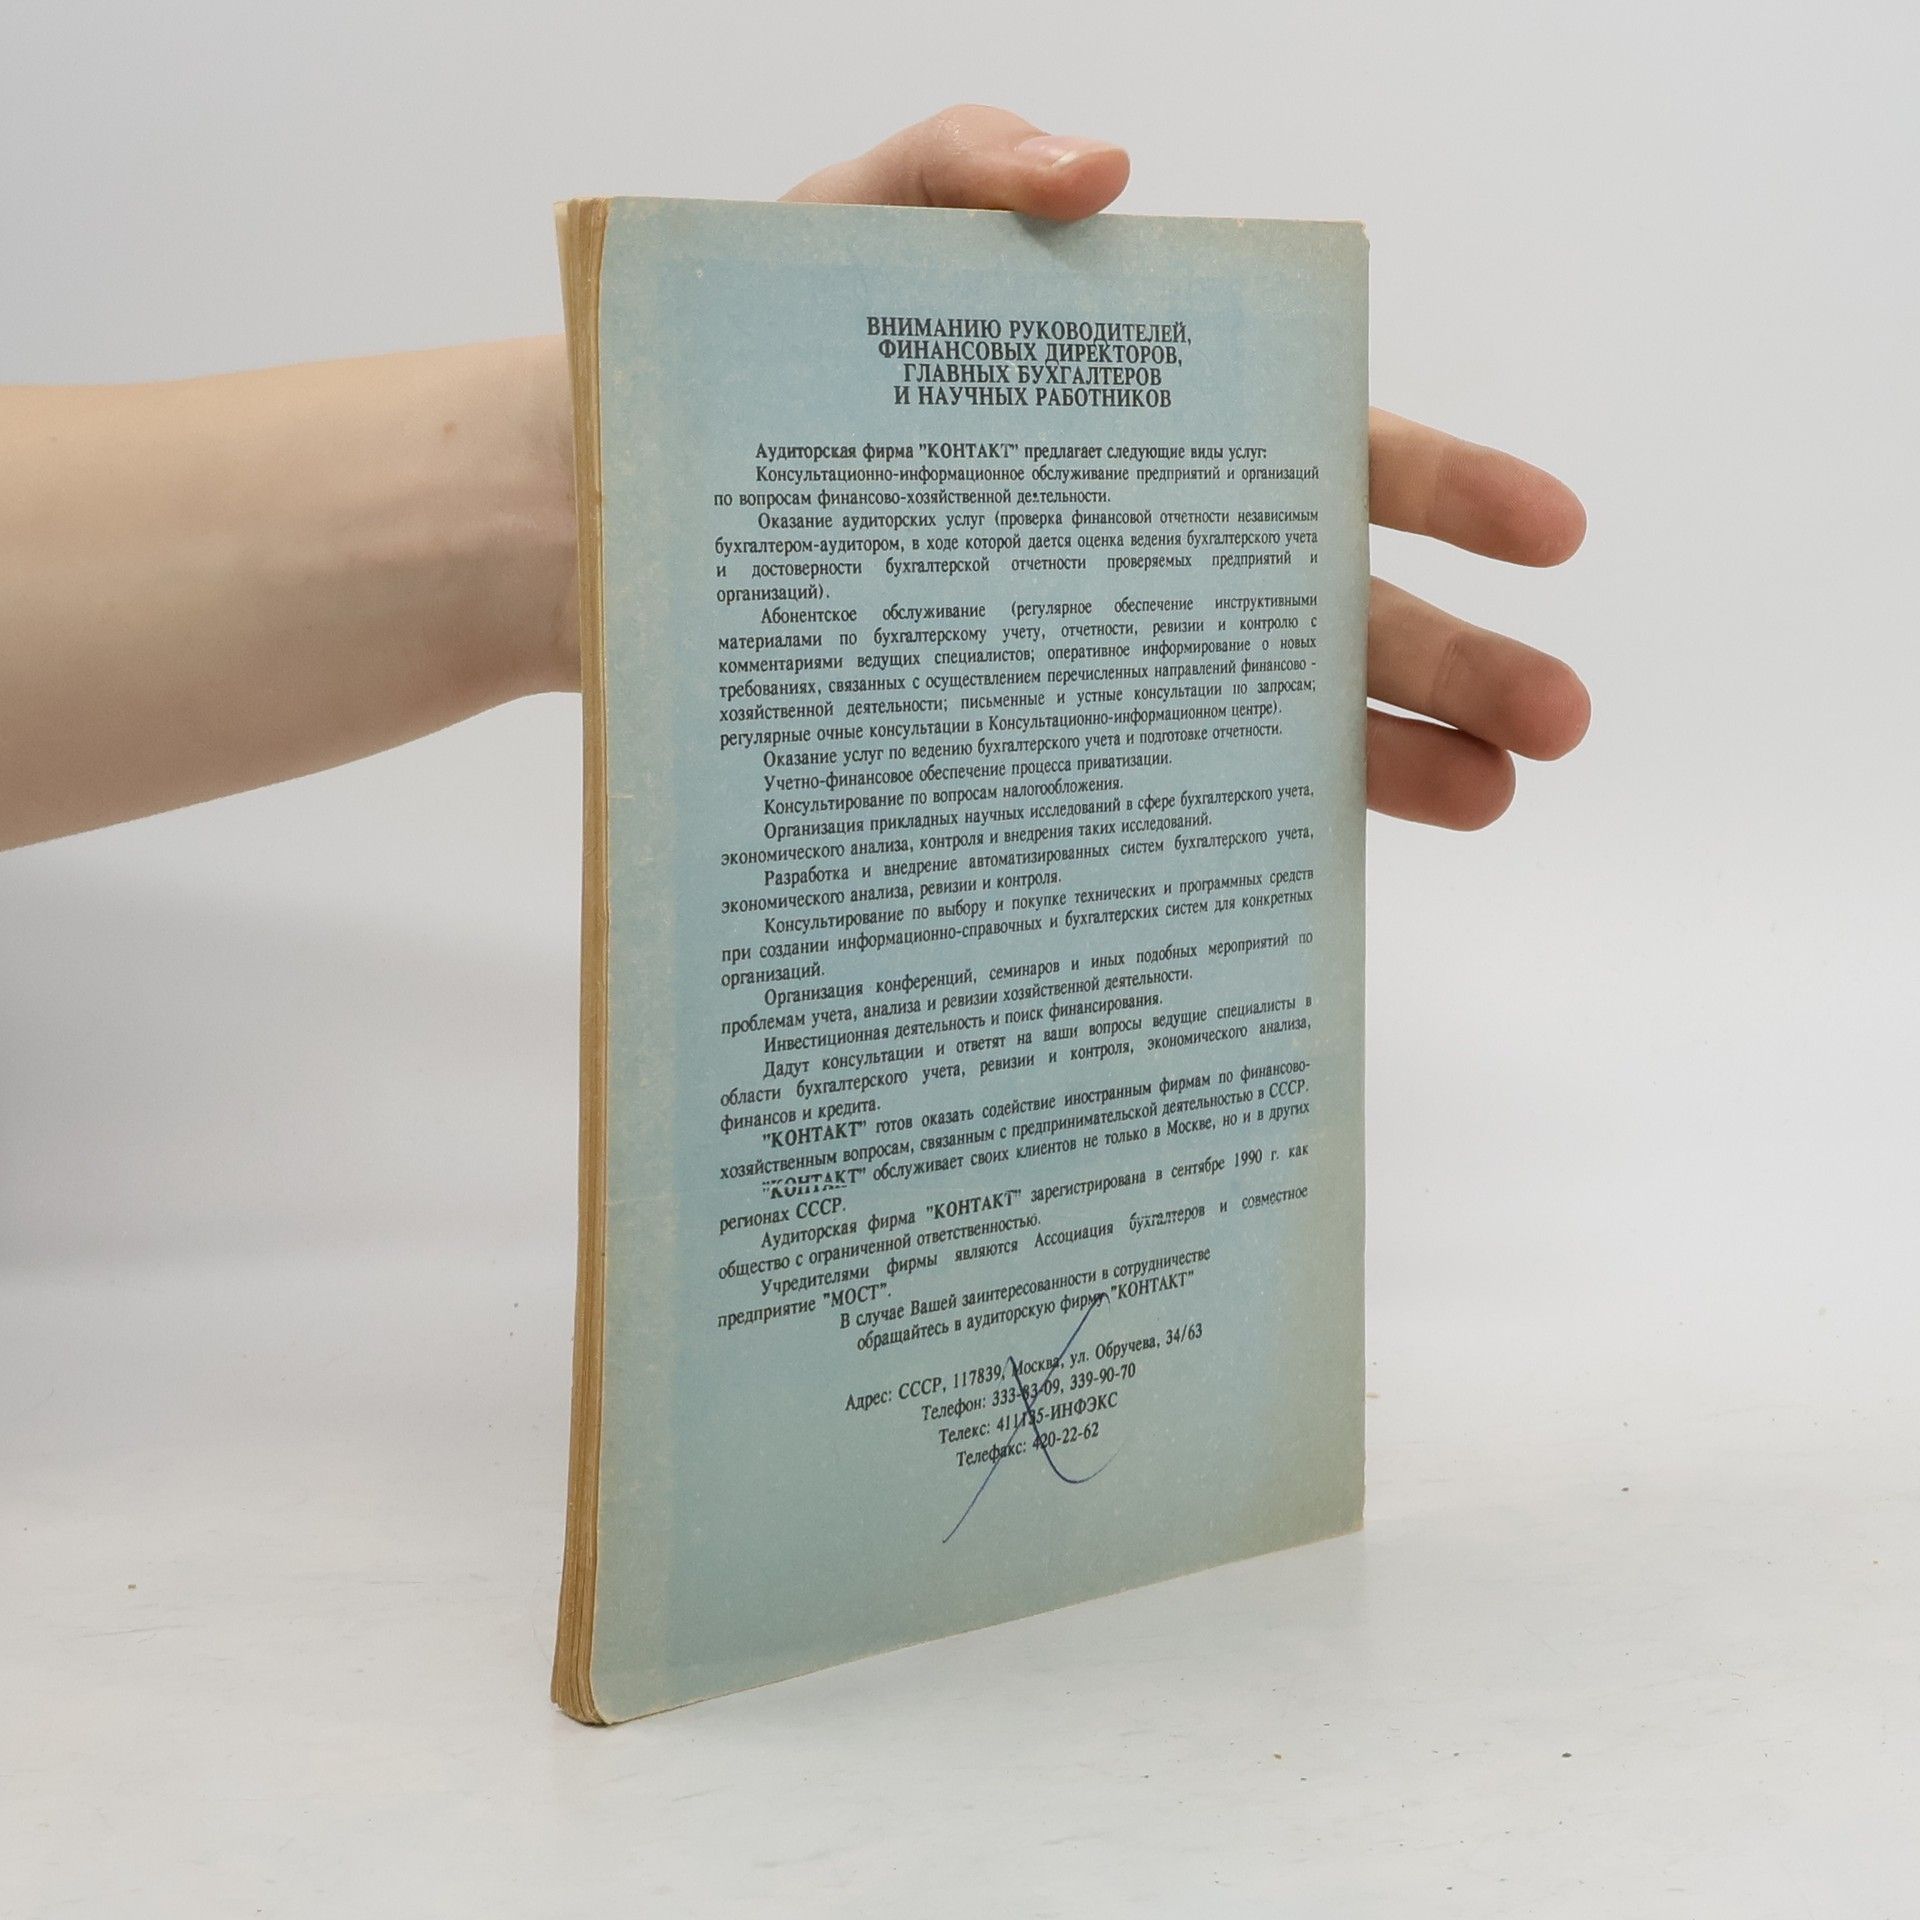 ВНИМАНИЮ РУКОВОДИТЕЛЕЙ,
ФИНАНСОВЫХ ДИРЕКТОРОВ,
ГЛАВНЫХ БУХГАЛТЕРОВ
И НАУЧНЫХ РАБОТНИКОВ
Аудиторская фирма "КОНТАКТ" предлагает следующие виды услуг:
Консультационно-информационное обслуживание предприятий и организаций
по вопросам финансово-хозяйственной деятельности.
Оказание аудиторских услуг (проверка финансовой отчетности независимым
бухгалтером-аудитором, в ходе которой дается оценка ведения бухгалтерского учета
и достоверности бухгалтерской отчетности проверяемых предприятий и
организаций).
Абонентское обслуживание (регулярное обеспечение инструктивными
материалами по бухгалтерскому учету, отчетности, ревизии и контролю с
комментариями ведущих специалистов; оперативное информирование о новых
требованиях, связанных с осуществлением перечисленных направлений финансово -
хозяйственной деятельности; письменные и устные консультации по запросам;
регулярные очные консультации в Консультационно-информационном центре).
Оказание услуг по ведению бухгалтерского учета и подготовке отчетности.
Учетно-финансовое обеспечение процесса приватизации.
Консультирование по вопросам налогообложения.
Организация прикладных научных исследований в сфере бухгалтерского учета,
экономического анализа, контроля и внедрения таких исследований.
Разработка и внедрение автоматизированных систем бухгалтерского учета,
экономического анализа, ревизии и контроля.
Консультирование по выбору и покупке технических и программных средств
при создании информационно-справочных и бухгалтерских систем для конкретных
организаций.
Организация конференций, семинаров и иных подобных мероприятий по
проблемам учета, анализа и ревизии хозяйственной деятельности.
Инвестиционная деятельность и поиск финансирования.
Дадут консультации и ответят на ваши вопросы ведущие специалисты в
области бухгалтерского учета, ревизии и контроля, экономического анализа,
финансов и кредита.
"КОНТАКТ" готов оказать содействие иностранным фирмам по финансово-
хозяйственным вопросам, связанным с предпринимательской деятельностью в СССР.
"КОНТАКТ" обслуживает своих клиентов не только в Москве, но и в других
регионах СССР.
Аудиторская фирма "КОНТАКТ" зарегистрирована в сентябре 1990 г. как
общество с ограниченной ответственностью.
Учредителями фирмы являются Ассоциация бухгалтеров и совместное
предприятие "МОСТ".
В случае Вашей заинтересованности в сотрудничестве
обращайтесь в аудиторскую фирму "КОНТАКТ"
Адрес: СССР, 117839, Москва, ул. Обручева, 34/63
Телефон: 333-83-09, 339-90-70
Телекс: 411135-ИНФЭКС
Телефакс: 420-22-62